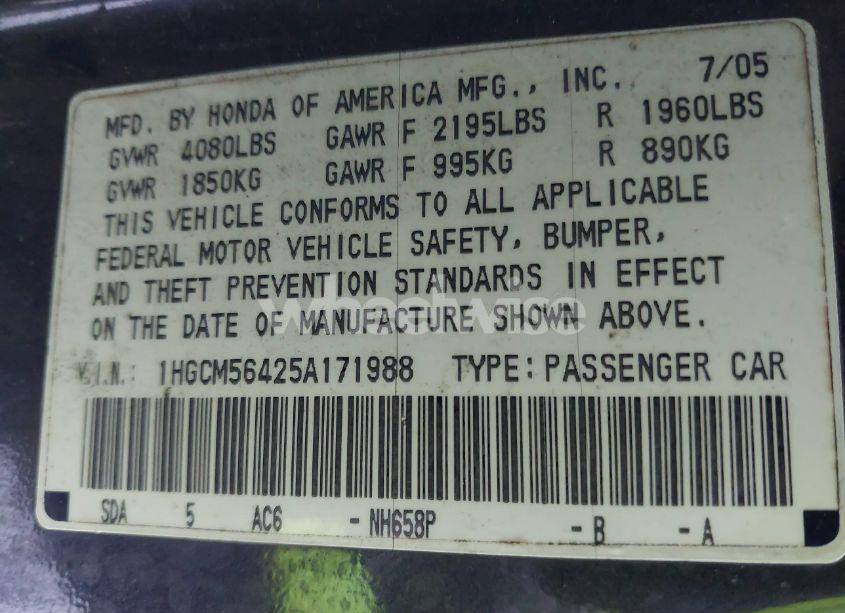 MFD. BY HONDA OF AMERICA MFG., INC. 7/05
GVWR 4080LBS GAWR F 2195LBS R 1960LBS
GVWR 1850KG GAWR F 995KG R 890KG
THIS VEHICLE CONFORMS TO ALL APPLICABLE
FEDERAL MOTOR VEHICLE SAFETY, BUMPER,
AND THEFT PREVENTION STANDARDS IN EFFECT
ON THE DATE OF MANUFACTURE SHOWN ABOVE.
wheelwise
V.I.N.: 1HGCM56425A171988 TYPE: PASSENGER CAR
SDA 5 AC6 - NH658P - B - A